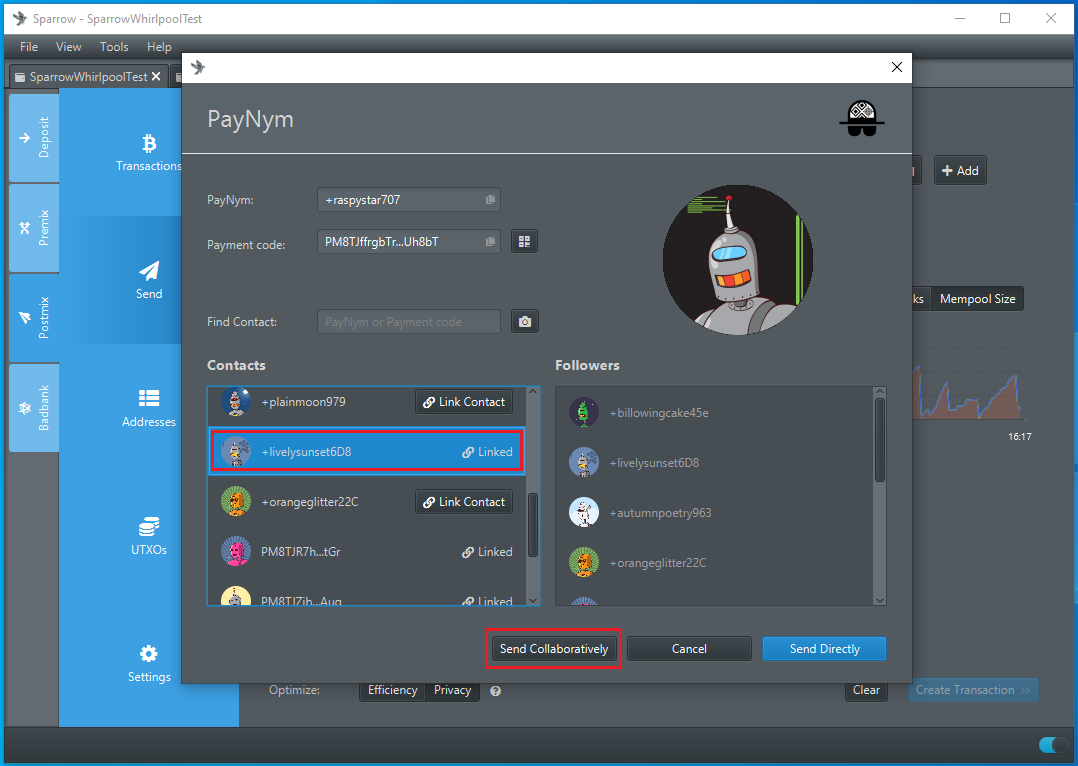 Sparrow - SparrowWhirlpoolTest
File View Tools Help
SparrowWhirlpoolTest
PayNym
Deposit
Premix
Postmix
Badbank
Transactions
Send
Addresses
UTXOs
Settings
PayNym: +raspystar707
Payment code: PM8TJffrgbTr...Uh8bT
Find Contact: PayNym or Payment code
Add
Mempool Size
16:17
Contacts
+plainmoon979 Link Contact
+livelysunset6D8 Linked
+orangeglitter22C Link Contact
PM8TJR7h...tGr Linked
PM8TJZib...Aug Linked
Followers
+billowingcake45e
+livelysunset6D8
+autumnpoetry963
+orangeglitter22C
Send Collaboratively Cancel Send Directly
Optimize: Efficiency Privacy Clear Create Transaction